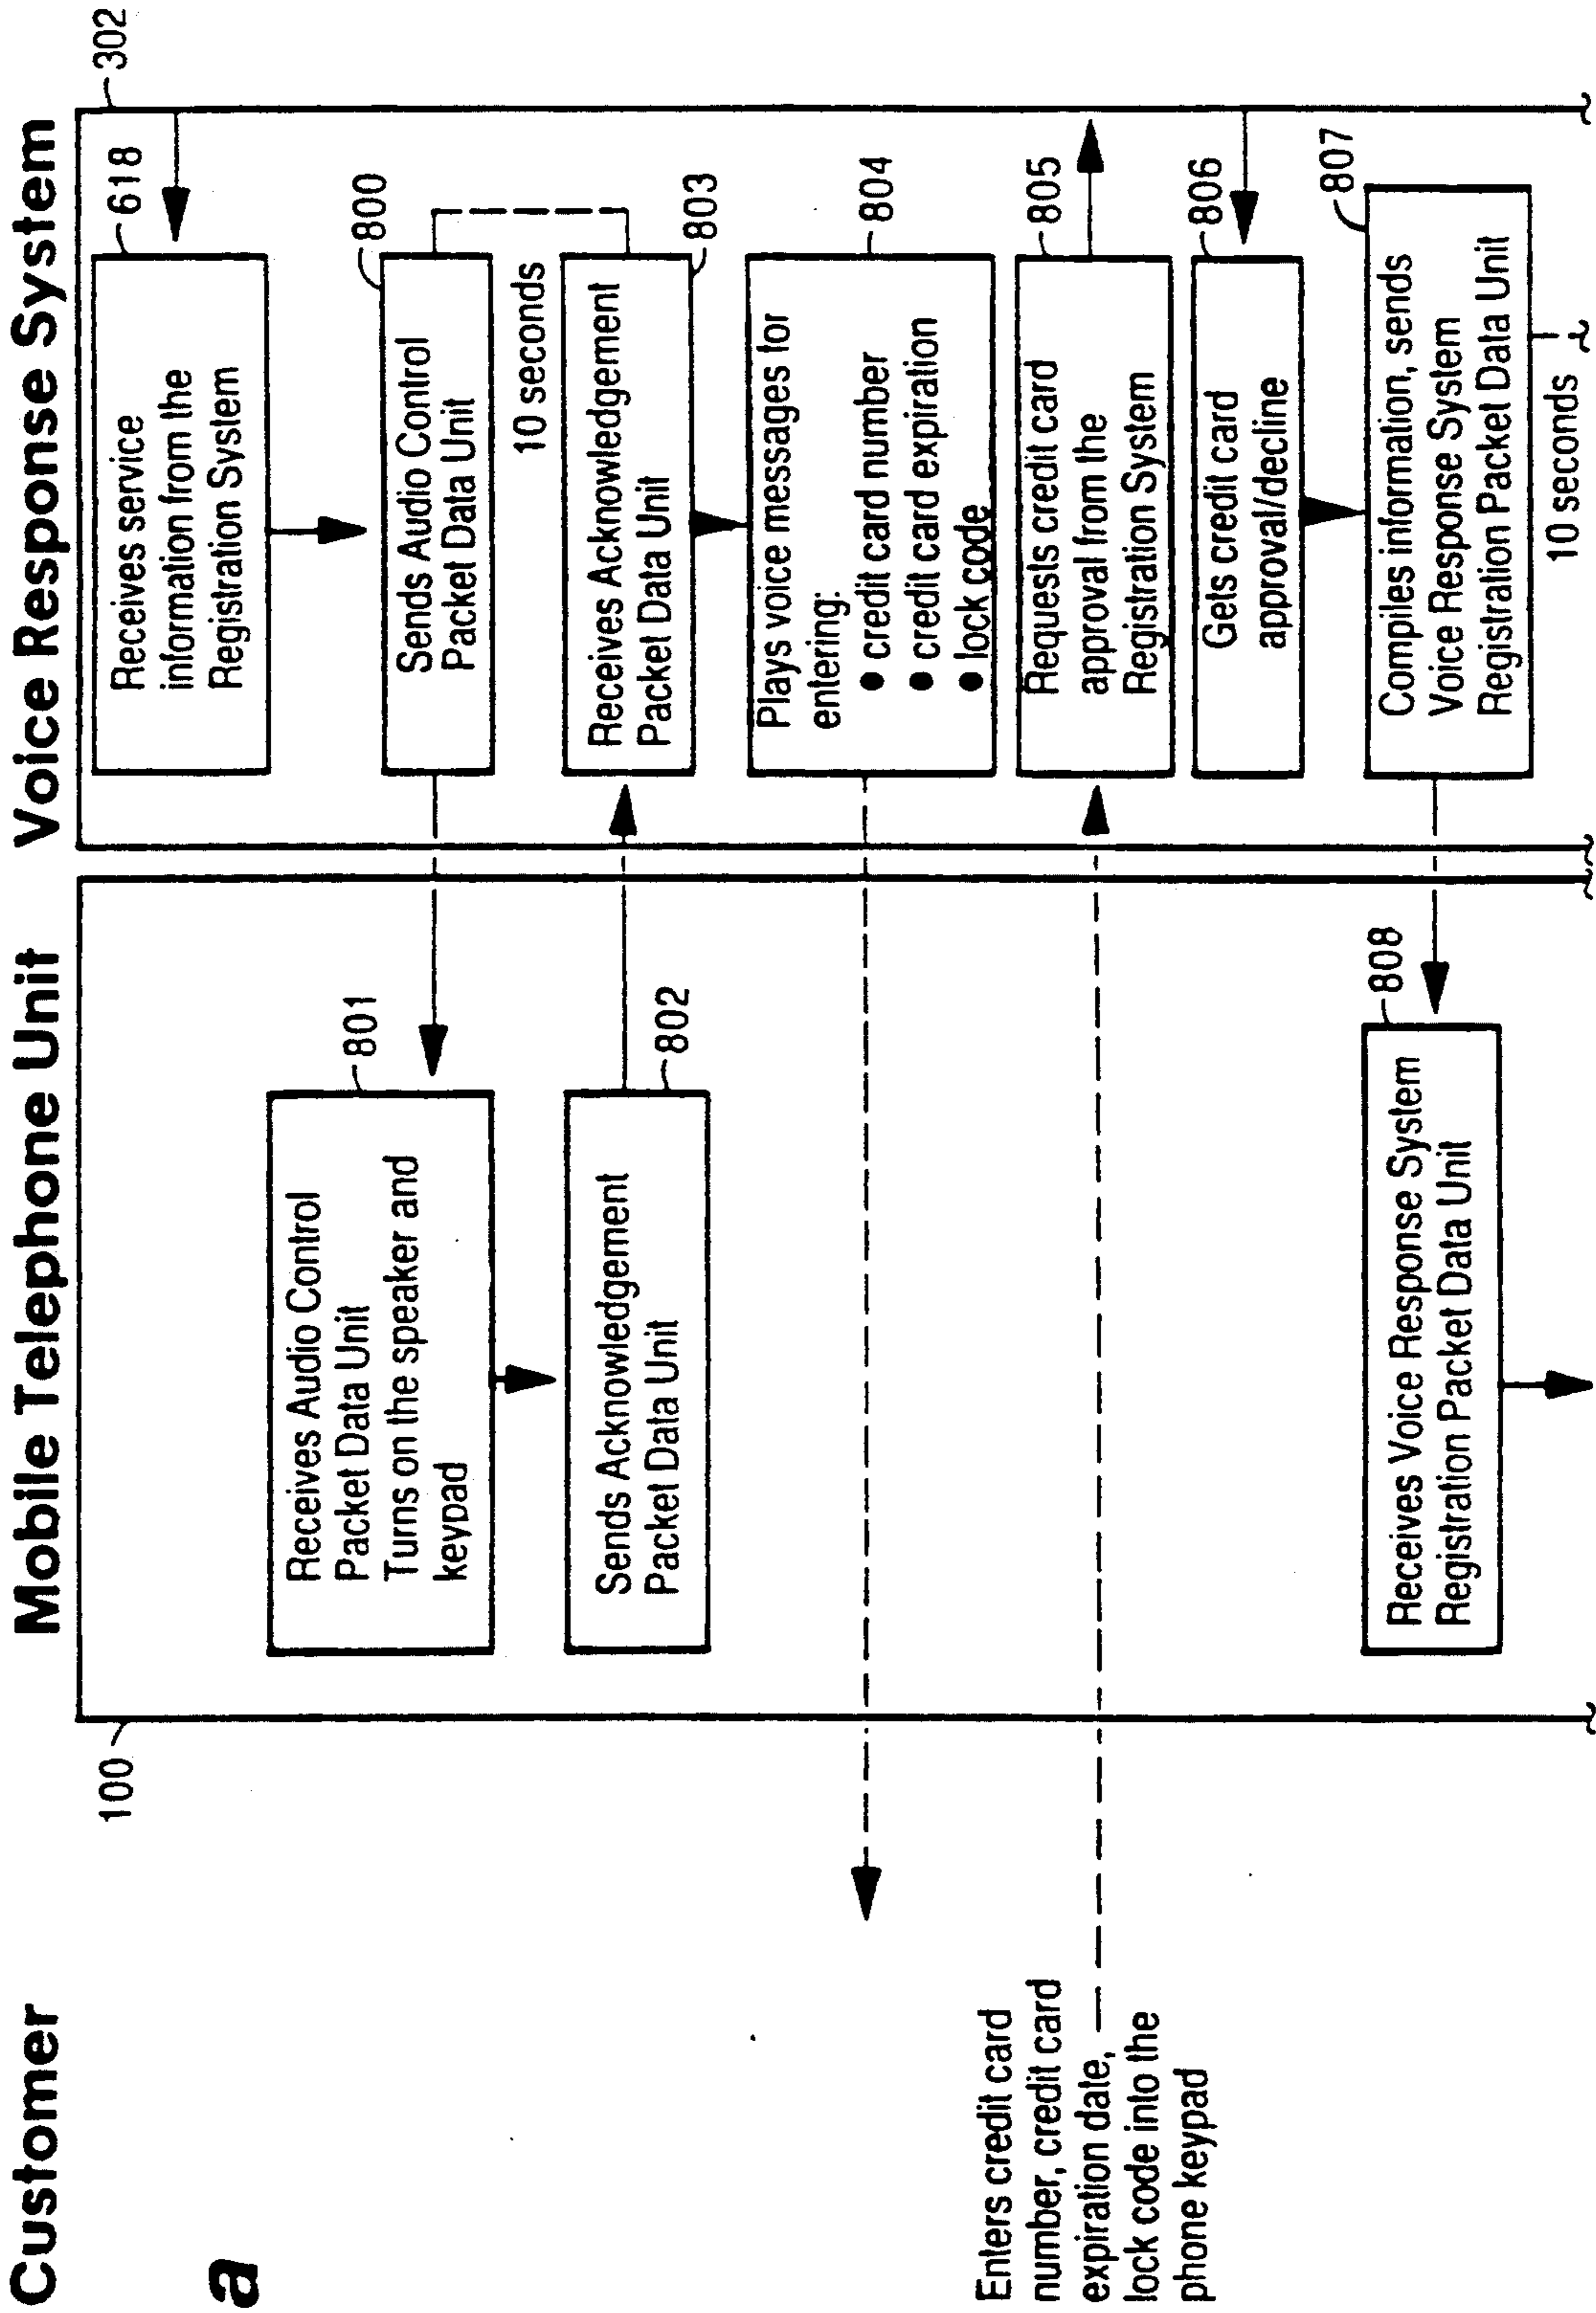 Customer
Mobile Telephone Unit
Voice Response System
a
100
302
Receives service
information from the
Registration System
618
Sends Audio Control
Packet Data Unit
800
Receives Audio Control
Packet Data Unit
Turns on the speaker and
keypad
801
10 seconds
Sends Acknowledgement
Packet Data Unit
802
Receives Acknowledgement
Packet Data Unit
803
Plays voice messages for
entering:
● credit card number
● credit card expiration
● lock code
804
Enters credit card
number, credit card
expiration date,
lock code into the
phone keypad
Requests credit card
approval from the
Registration System
805
Gets credit card
approval/decline
806
Compiles information, sends
Voice Response System
Registration Packet Data Unit
807
Receives Voice Response System
Registration Packet Data Unit
808
10 seconds